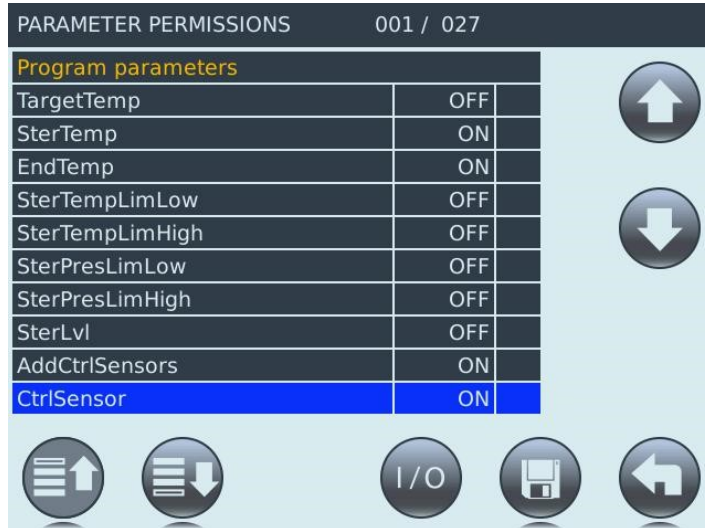 PARAMETER PERMISSIONS 001 / 027
Program parameters
TargetTemp OFF
SterTemp ON
EndTemp ON
SterTempLimLow OFF
SterTempLimHigh OFF
SterPresLimLow OFF
SterPresLimHigh OFF
SterLvl OFF
AddCtrlSensors ON
CtrlSensor ON
I/O